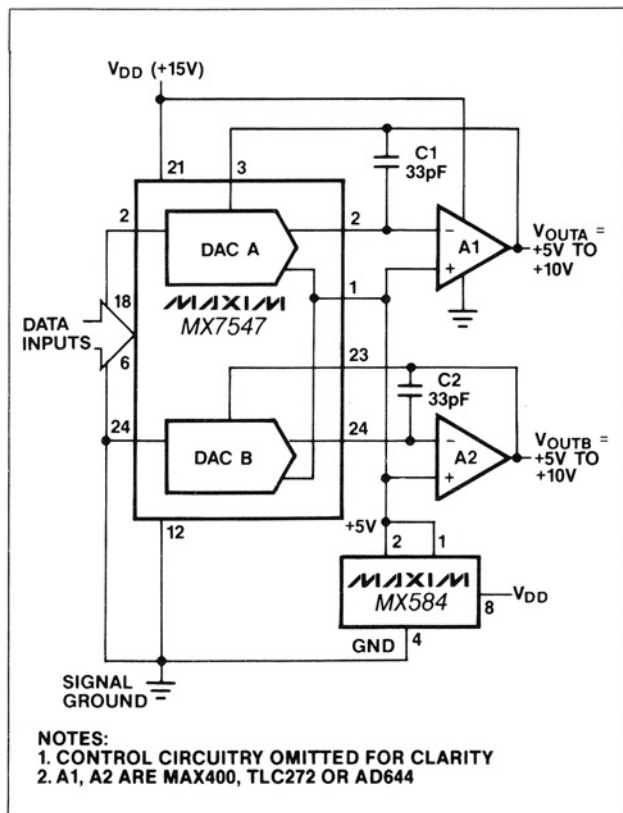 VDD (+15V)
21
3
C1
33pF
2
DAC A
2
A1
−
+
VOUTA =
+5V TO
+10V
1
MAXIM
MX7547
18
DATA
INPUTS
6
23
C2
33pF
24
DAC B
24
A2
−
+
VOUTB =
+5V TO
+10V
12
+5V
2
1
MAXIM
MX584
8
VDD
GND
4
SIGNAL
GROUND
NOTES:
1. CONTROL CIRCUITRY OMITTED FOR CLARITY
2. A1, A2 ARE MAX400, TLC272 OR AD644